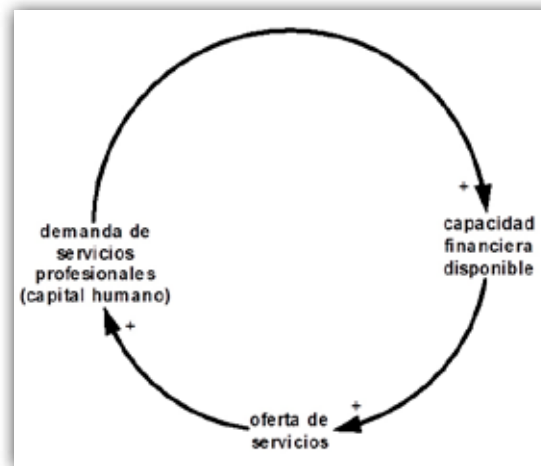 +
demanda de
servicios
profesionales
(capital humano)
capacidad
financiera
disponible
+
+
oferta de
servicios